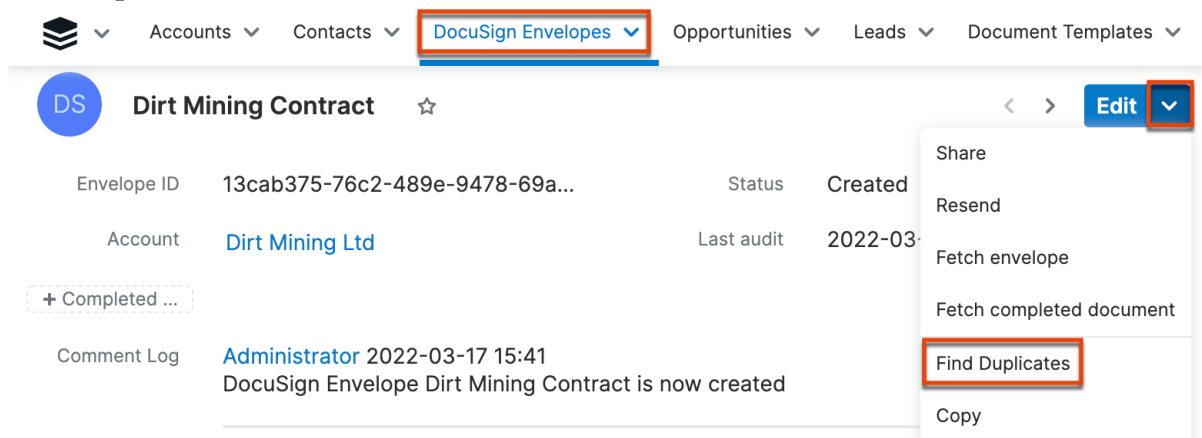 Accounts Contacts DocuSign Envelopes Opportunities Leads Document Templates
DS Dirt Mining Contract Edit
Share
Envelope ID 13cab375-76c2-489e-9478-69a... Status Created
Resend
Account Dirt Mining Ltd Last audit 2022-03-
Fetch envelope
+ Completed ...
Fetch completed document
Comment Log Administrator 2022-03-17 15:41
Find Duplicates
DocuSign Envelope Dirt Mining Contract is now created
Copy